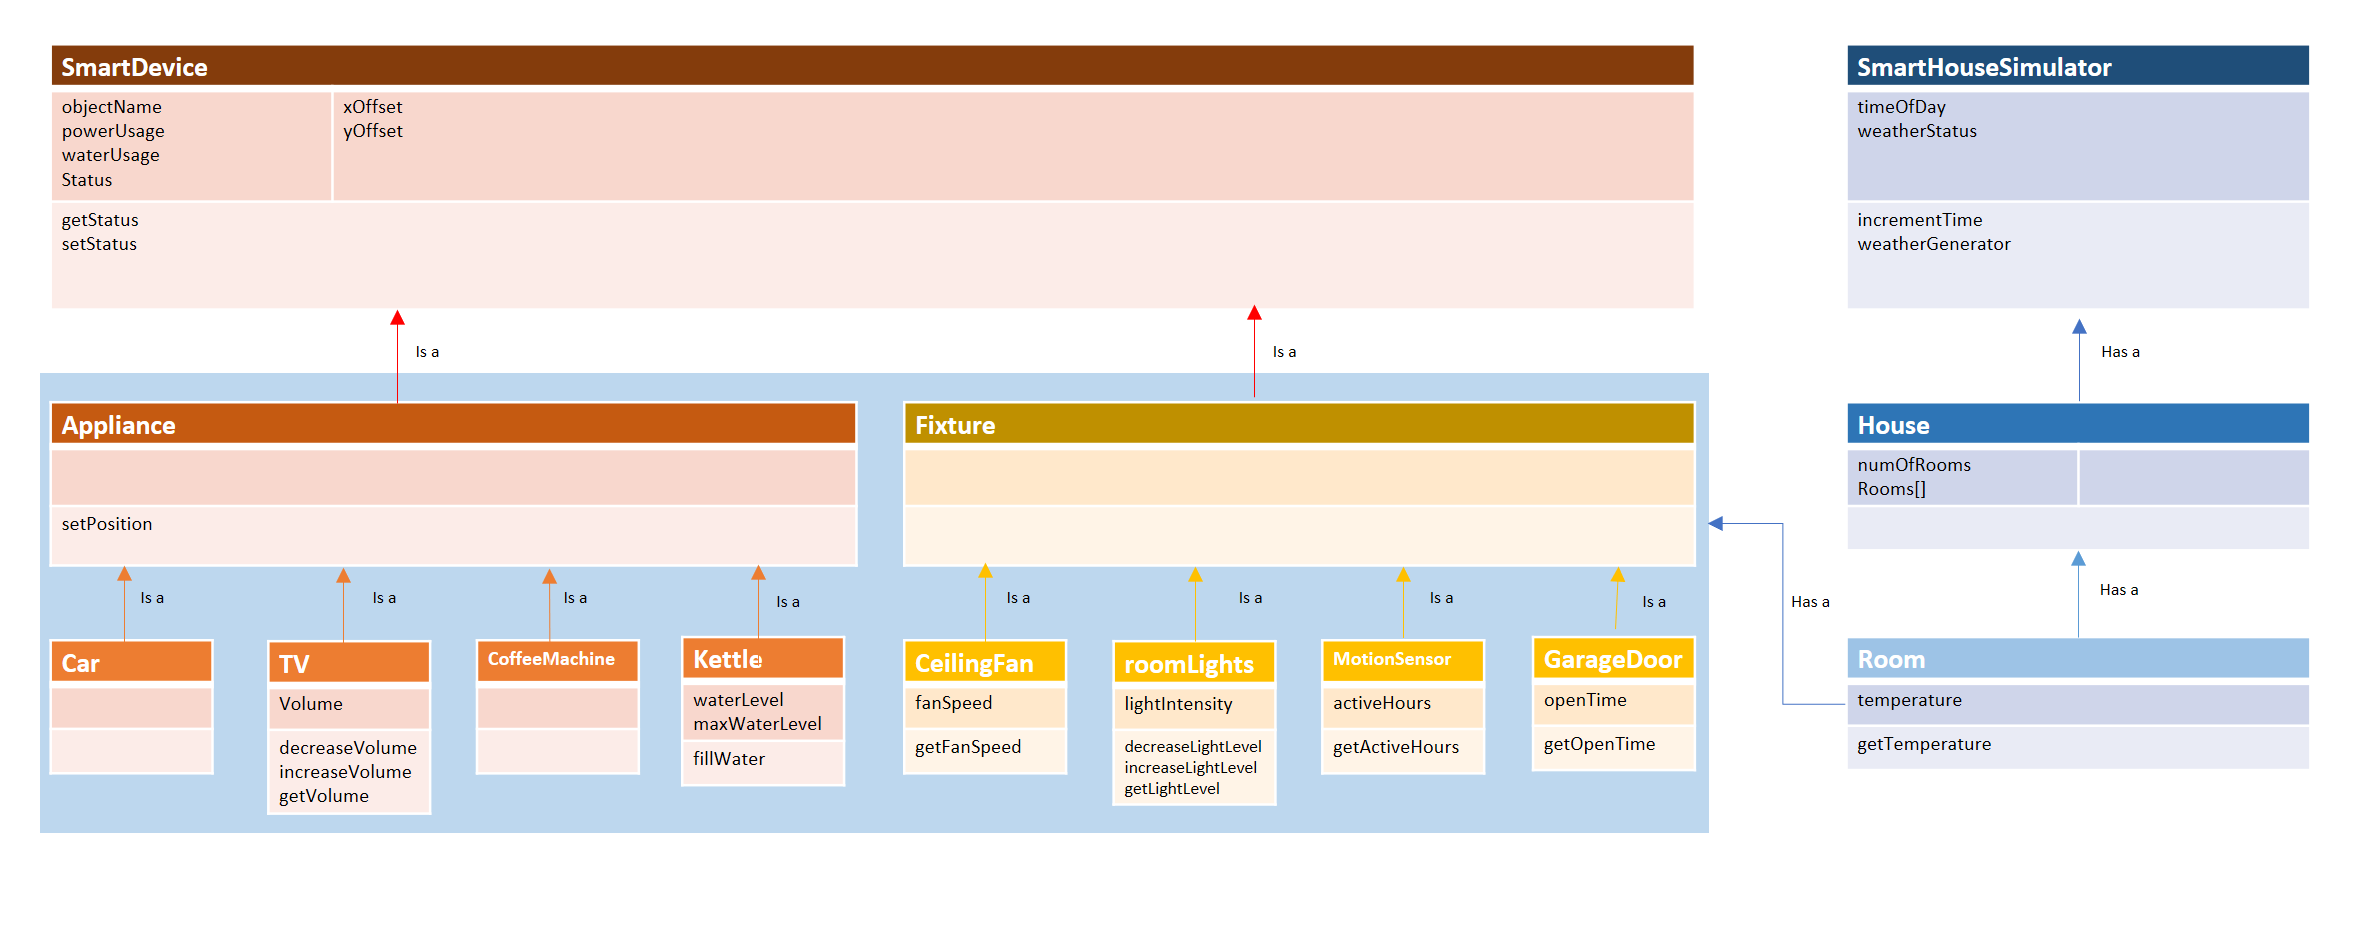 SmartDevice
objectName
powerUsage
waterUsage
Status
xOffset
yOffset
getStatus
setStatus
SmartHouseSimulator
timeOfDay
weatherStatus
incrementTime
weatherGenerator
Is a
Is a
Has a
Appliance
setPosition
Fixture
House
numOfRooms
Rooms[]
Is a
Is a
Is a
Is a
Is a
Is a
Is a
Is a
Has a
Has a
Car
TV
Volume
decreaseVolume
increaseVolume
getVolume
CoffeeMachine
Kettle
waterLevel
maxWaterLevel
fillWater
CeilingFan
fanSpeed
getFanSpeed
roomLights
lightIntensity
decreaseLightLevel
increaseLightLevel
getLightLevel
MotionSensor
activeHours
getActiveHours
GarageDoor
openTime
getOpenTime
Room
temperature
getTemperature